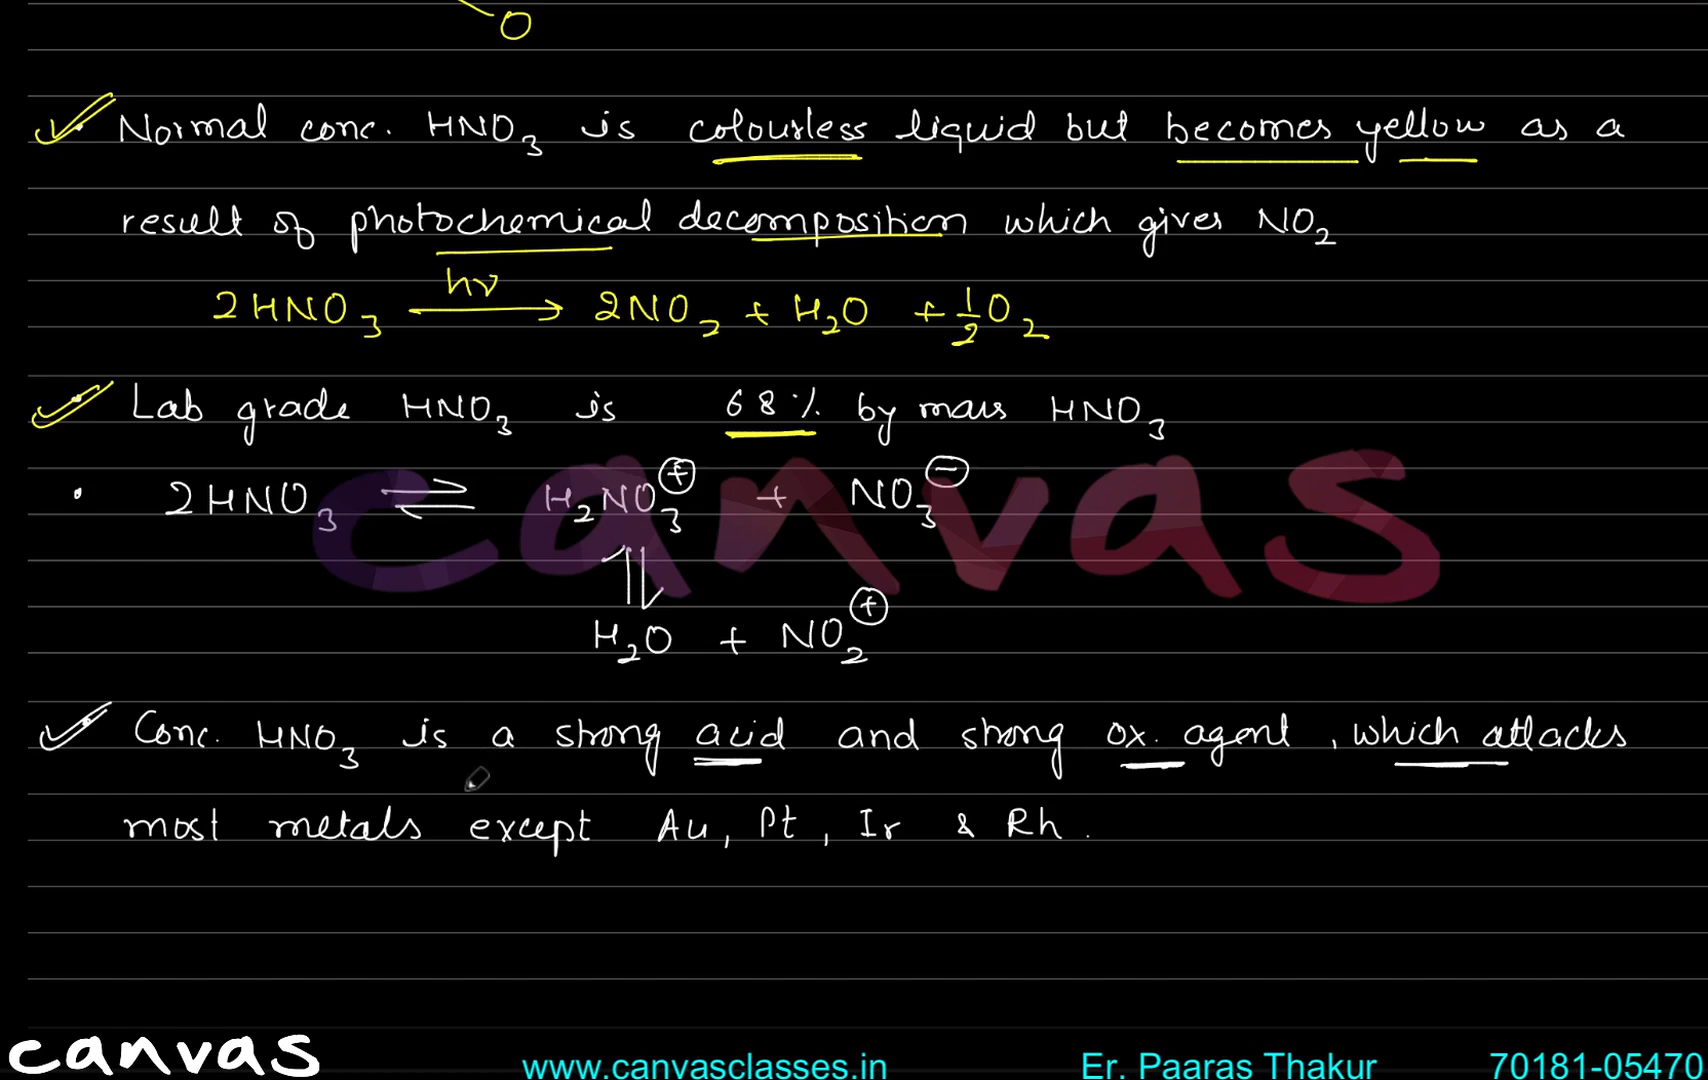 O
Normal conc. HNO₃ is colourless liquid but becomes yellow as a
result of photochemical decomposition which gives NO₂
2HNO₃ —hν→ 2NO₂ + H₂O + ½O₂
Lab grade HNO₃ is 68% by mass HNO₃
• 2HNO₃ ⇌ H₂NO₃⊕ + NO₃⊖
⇌
H₂O + NO₂⊕
Conc. HNO₃ is a strong acid and strong ox. agent, which attacks
most metals except Au, Pt, Ir & Rh.
canvas
canvas
www.canvasclasses.in Er. Paaras Thakur 70181-05470